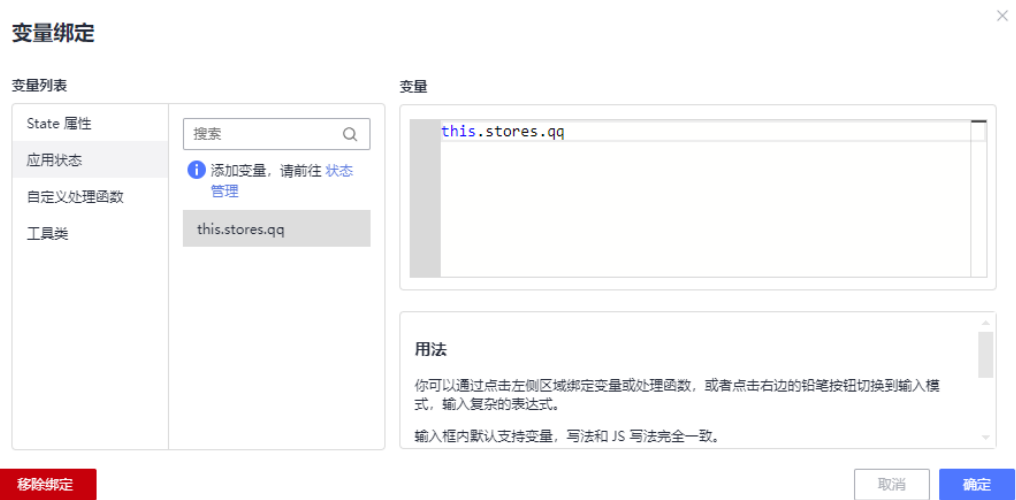 变量绑定
变量列表
State 属性
应用状态
自定义处理函数
工具类
搜索
添加变量，请前往 状态
管理
this.stores.qq
变量
this.stores.qq
用法
你可以通过点击左侧区域绑定变量或处理函数，或者点击右边的铅笔按钮切换到输入模
式，输入复杂的表达式。
输入框内默认支持变量，写法和 JS 写法完全一致。
移除绑定
取消
确定